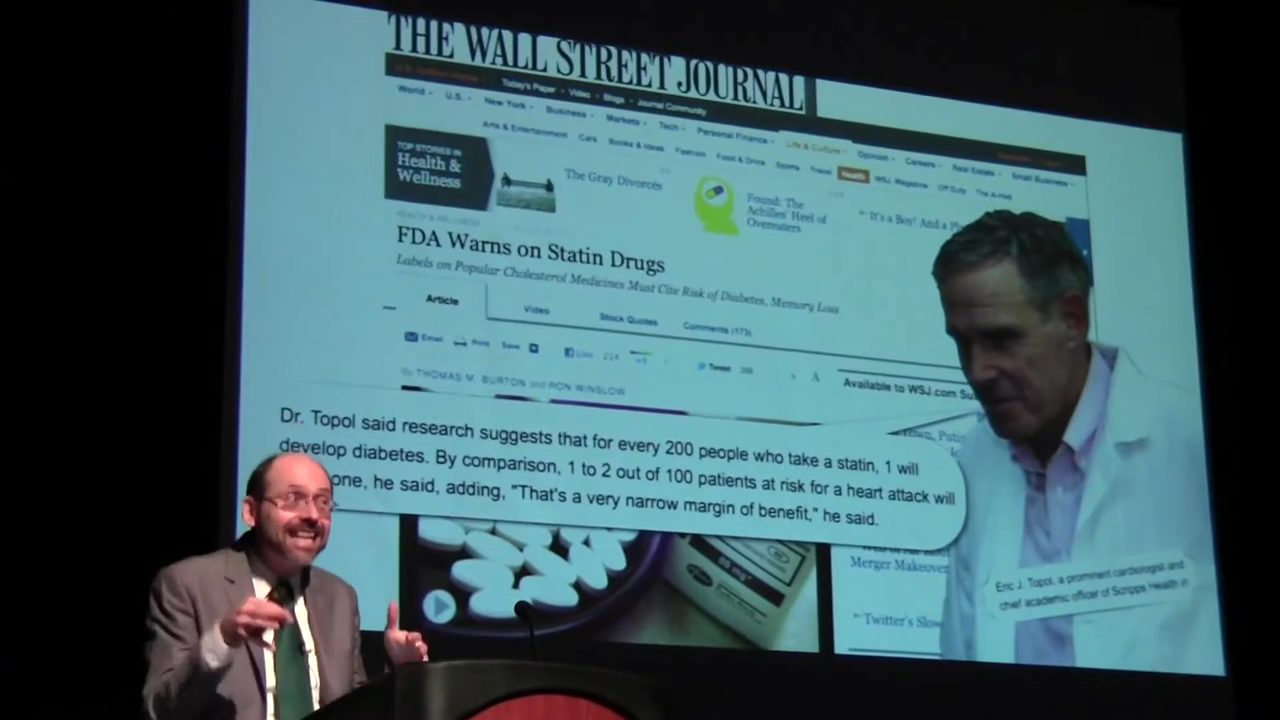 THE WALL STREET JOURNAL
Today's Paper • Video • Blogs • Journal Community
World U.S. New York Business Markets Tech Personal Finance Life & Culture Opinion Careers Real Estate Small Business
Arts & Entertainment Cars Books & Ideas Fashion Food & Drink Sports Travel Health WSJ. Magazine Off Duty
TOP STORIES IN
Health &
Wellness
The Gray Divorcés
Found: The
Achilles' Heel of
Overeaters
It's a Boy! And a
HEALTH & WELLNESS
FDA Warns on Statin Drugs
Labels on Popular Cholesterol Medicines Must Cite Risk of Diabetes, Memory Loss
Article Video Stock Quotes Comments (173)
Email Print Save Like 214 Tweet
By THOMAS M. BURTON and RON WINSLOW
Available to WSJ.com
Dr. Topol said research suggests that for every 200 people who take a statin, 1 will
develop diabetes. By comparison, 1 to 2 out of 100 patients at risk for a heart attack will
one, he said, adding, "That's a very narrow margin of benefit," he said.
Merger Makeover
Twitter's
Eric J. Topol, a prominent cardiologist and
chief academic officer of Scripps Health in